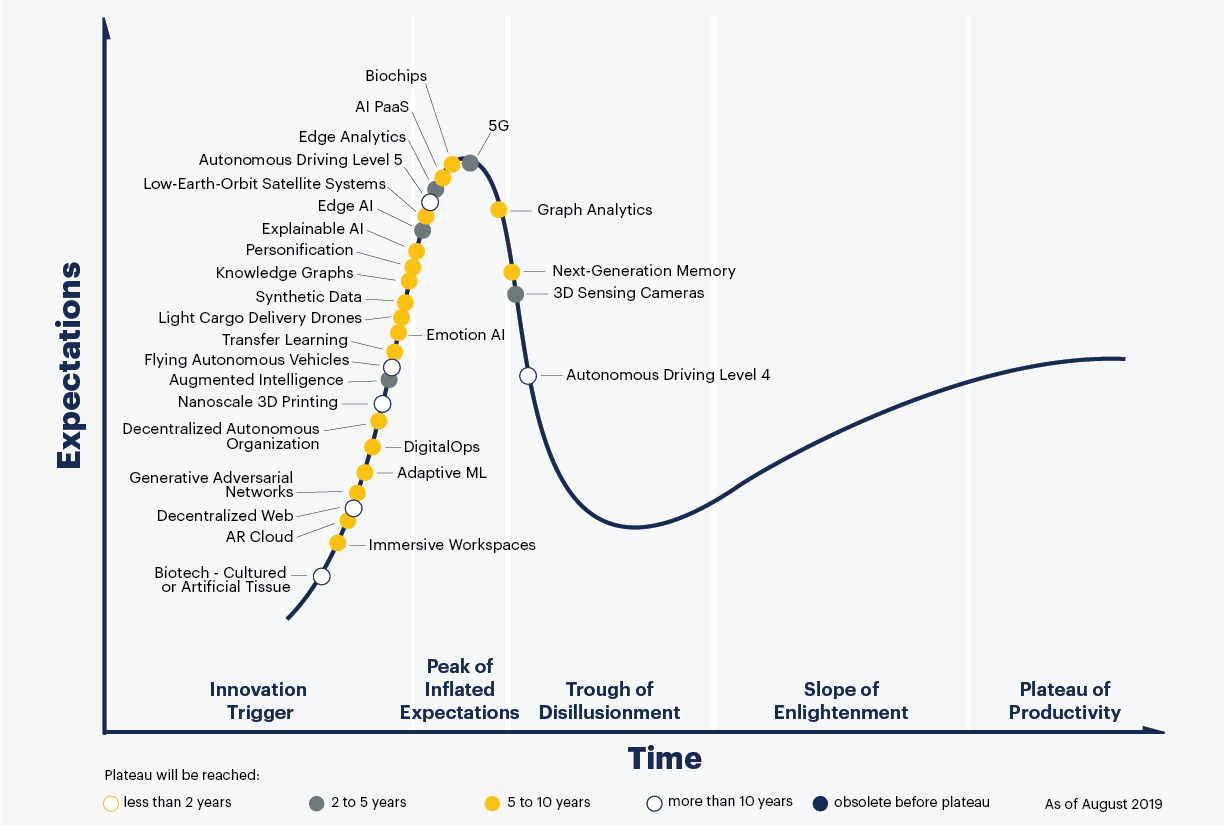 Biochips
AI PaaS
5G
Edge Analytics
Autonomous Driving Level 5
Low-Earth-Orbit Satellite Systems
Edge AI
Graph Analytics
Explainable AI
Personification
Knowledge Graphs
Next-Generation Memory
Synthetic Data
3D Sensing Cameras
Light Cargo Delivery Drones
Emotion AI
Transfer Learning
Flying Autonomous Vehicles
Augmented Intelligence
Autonomous Driving Level 4
Nanoscale 3D Printing
Decentralized Autonomous
Organization
DigitalOps
Adaptive ML
Generative Adversarial
Networks
Decentralized Web
AR Cloud
Immersive Workspaces
Biotech - Cultured
or Artificial Tissue
Expectations
Innovation
Trigger
Peak of
Inflated
Expectations
Trough of
Disillusionment
Slope of
Enlightenment
Plateau of
Productivity
Time
Plateau will be reached:
less than 2 years
2 to 5 years
5 to 10 years
more than 10 years
obsolete before plateau
As of August 2019